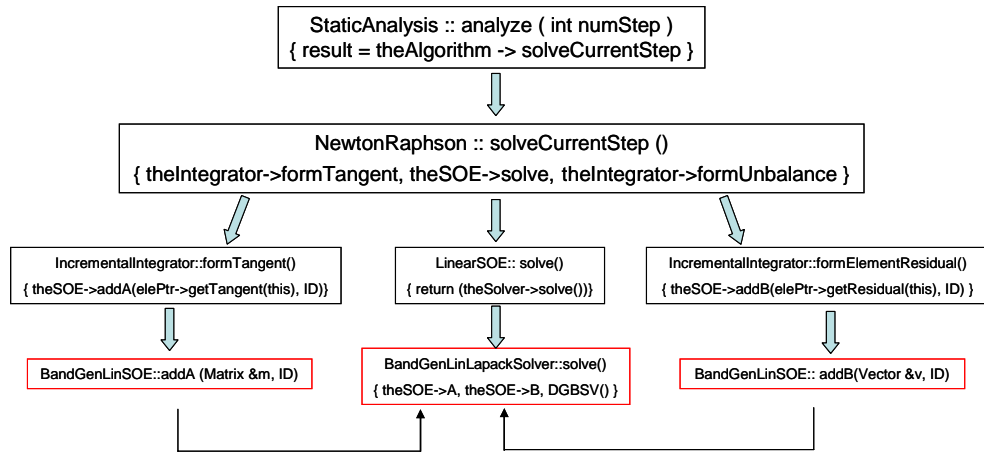 StaticAnalysis :: analyze ( int numStep )
{ result = theAlgorithm -> solveCurrentStep }
NewtonRaphson :: solveCurrentStep ()
{ theIntegrator->formTangent, theSOE->solve, theIntegrator->formUnbalance }
IncrementalIntegrator::formTangent()
{ theSOE->addA(elePtr->getTangent(this), ID)}
LinearSOE:: solve()
{ return (theSolver->solve())}
IncrementalIntegrator::formElementResidual()
{ theSOE->addB(elePtr->getResidual(this), ID) }
BandGenLinSOE::addA (Matrix &m, ID)
BandGenLinLapackSolver::solve()
{ theSOE->A, theSOE->B, DGBSV() }
BandGenLinSOE:: addB(Vector &v, ID)